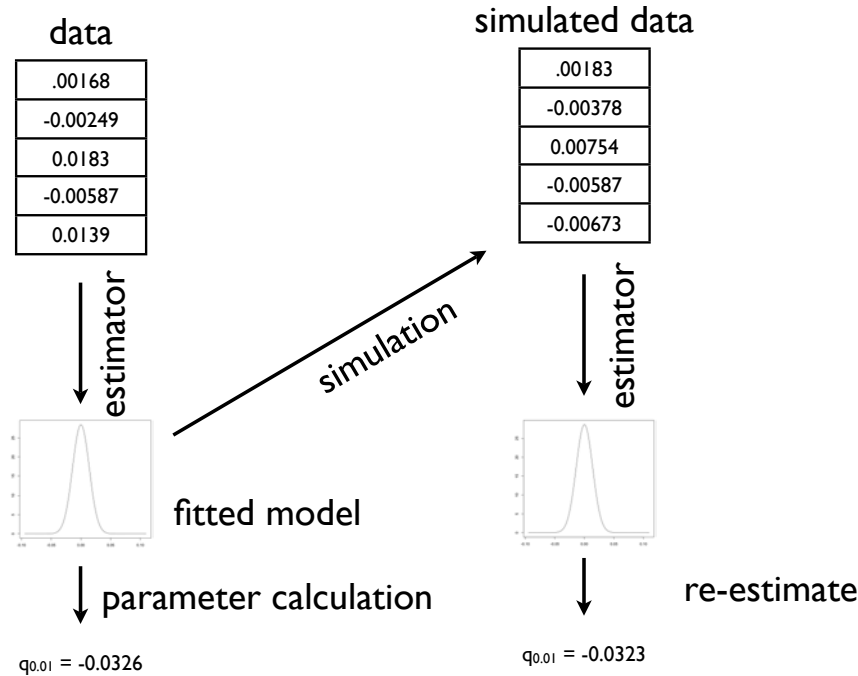 data
.00168
-0.00249
0.0183
-0.00587
0.0139
estimator
fitted model
parameter calculation
q0.01 = -0.0326
simulation
simulated data
.00183
-0.00378
0.00754
-0.00587
-0.00673
estimator
re-estimate
q0.01 = -0.0323